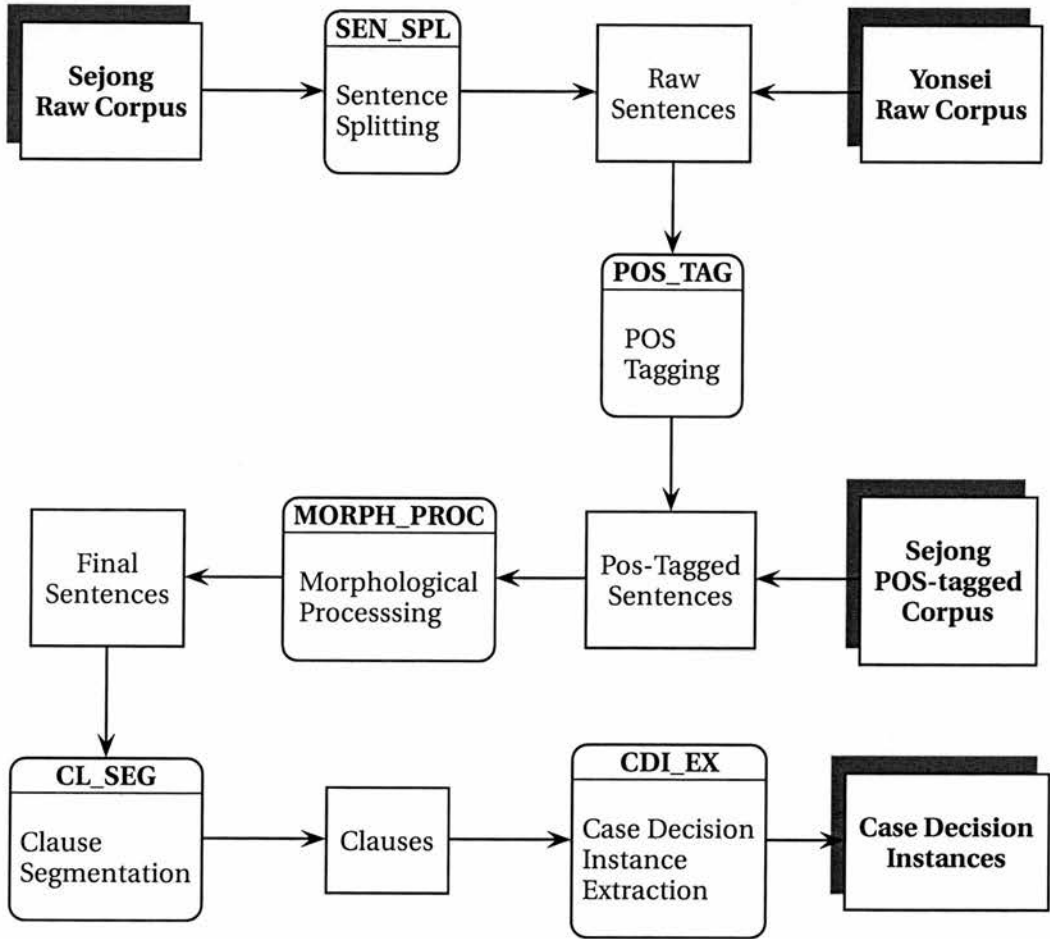 Sejong
Raw Corpus
SEN_SPL
Sentence
Splitting
Raw
Sentences
Yonsei
Raw Corpus
POS_TAG
POS
Tagging
Final
Sentences
MORPH_PROC
Morphological
Processsing
Pos-Tagged
Sentences
Sejong
POS-tagged
Corpus
CL_SEG
Clause
Segmentation
Clauses
CDI_EX
Case Decision
Instance
Extraction
Case Decision
Instances